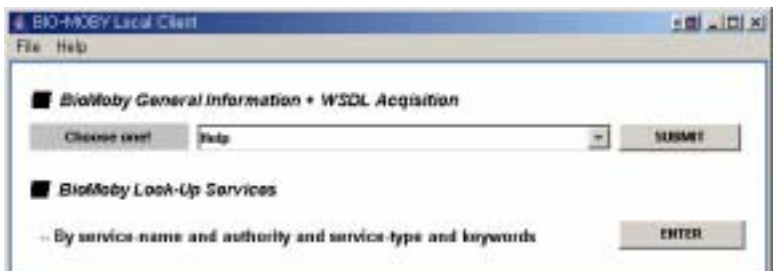 BIO-MOBY Local Client
File Help
BioMoby General Information + WSDL Acqisition
Choose one! Help SUBMIT
BioMoby Look-Up Services
-- By service-name and authority and service-type and keywords ENTER